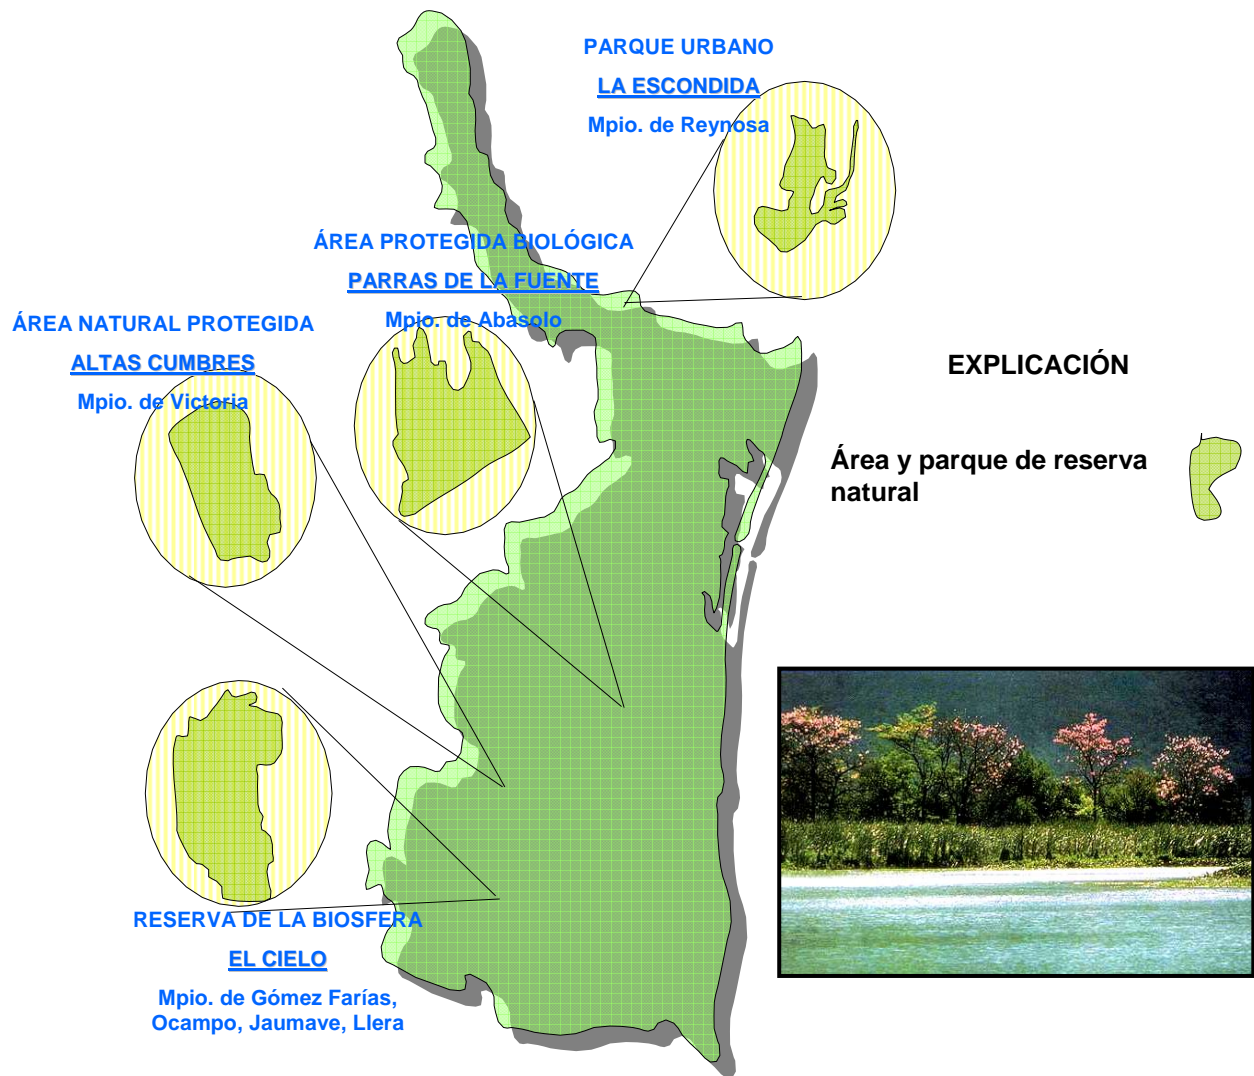 PARQUE URBANO
LA ESCONDIDA
Mpio. de Reynosa
ÁREA PROTEGIDA BIOLÓGICA
PARRAS DE LA FUENTE
Mpio. de Abasolo
ÁREA NATURAL PROTEGIDA
ALTAS CUMBRES
Mpio. de Victoria
EXPLICACIÓN
Área y parque de reserva
natural
RESERVA DE LA BIOSFERA
EL CIELO
Mpio. de Gómez Farías,
Ocampo, Jaumave, Llera